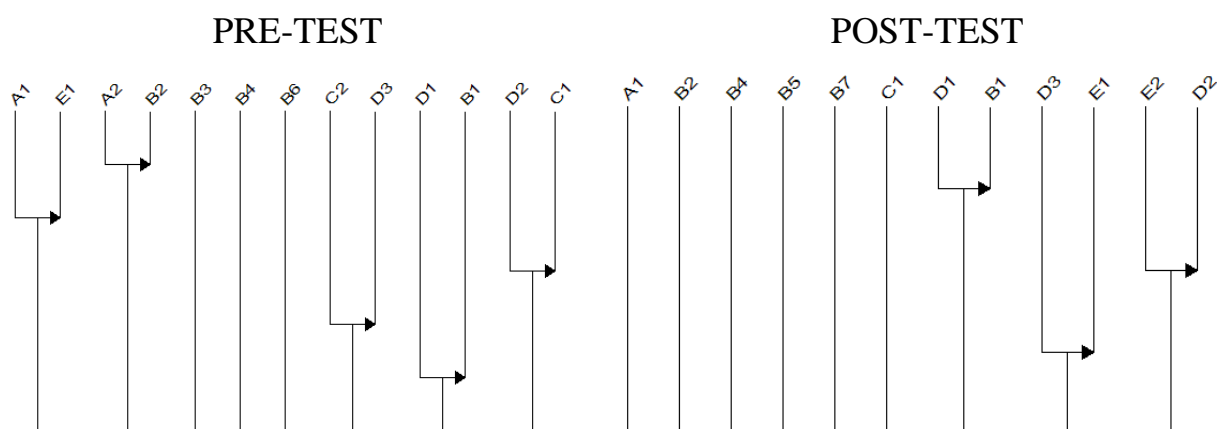 PRE-TEST POST-TEST
A1 E1 A2 B2 B3 B4 B6 C2 D3 D1 B1 D2 C1 A1 B2 B4 B5 B7 C1 D1 B1 D3 E1 E2 D2